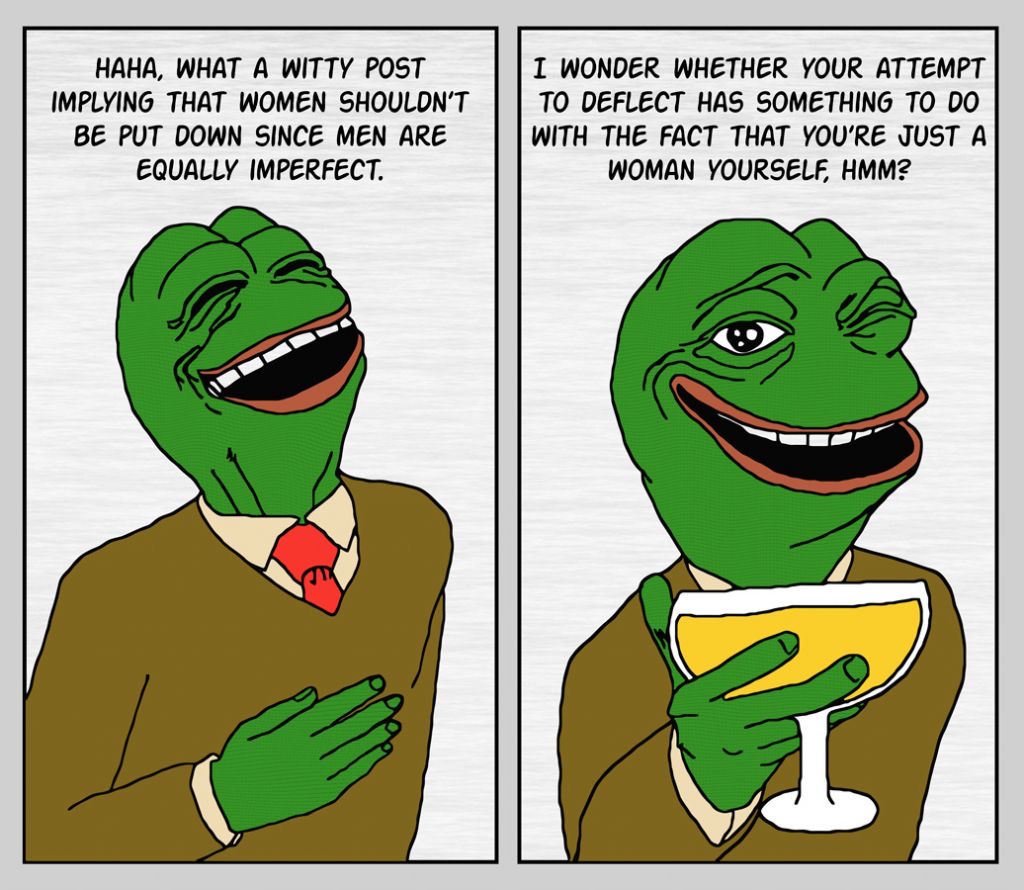 HAHA, WHAT A WITTY POST
IMPLYING THAT WOMEN SHOULDN'T
BE PUT DOWN SINCE MEN ARE
EQUALLY IMPERFECT.
I WONDER WHETHER YOUR ATTEMPT
TO DEFLECT HAS SOMETHING TO DO
WITH THE FACT THAT YOU'RE JUST A
WOMAN YOURSELF, HMM?